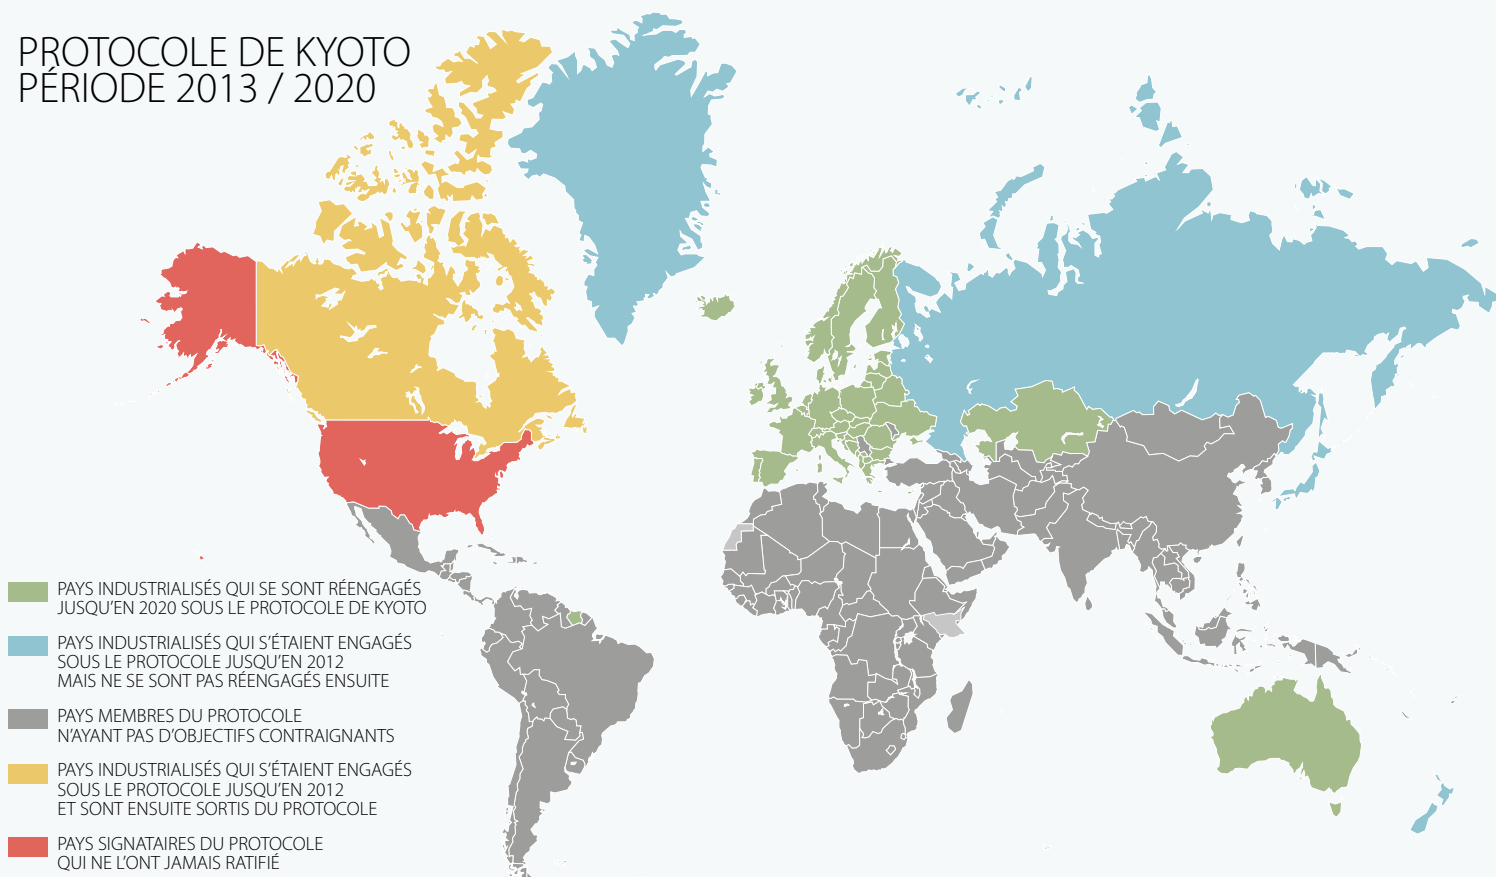 PROTOCOLE DE KYOTO
PÉRIODE 2013 / 2020
PAYS INDUSTRIALISÉS QUI SE SONT RÉENGAGÉS
JUSQU'EN 2020 SOUS LE PROTOCOLE DE KYOTO
PAYS INDUSTRIALISÉS QUI S'ÉTAIENT ENGAGÉS
SOUS LE PROTOCOLE JUSQU'EN 2012
MAIS NE SE SONT PAS RÉENGAGÉS ENSUITE
PAYS MEMBRES DU PROTOCOLE
N'AYANT PAS D'OBJECTIFS CONTRAIGNANTS
PAYS INDUSTRIALISÉS QUI S'ÉTAIENT ENGAGÉS
SOUS LE PROTOCOLE JUSQU'EN 2012
ET SONT ENSUITE SORTIS DU PROTOCOLE
PAYS SIGNATAIRES DU PROTOCOLE
QUI NE L'ONT JAMAIS RATIFIÉ